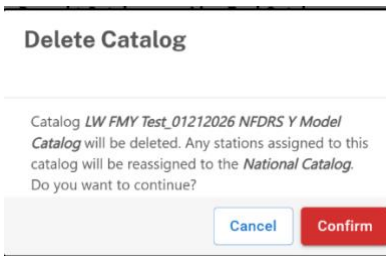 Delete Catalog
Catalog LW FMY Test_01212026 NFDRS Y Model
Catalog will be deleted. Any stations assigned to this
catalog will be reassigned to the National Catalog.
Do you want to continue?
Cancel Confirm